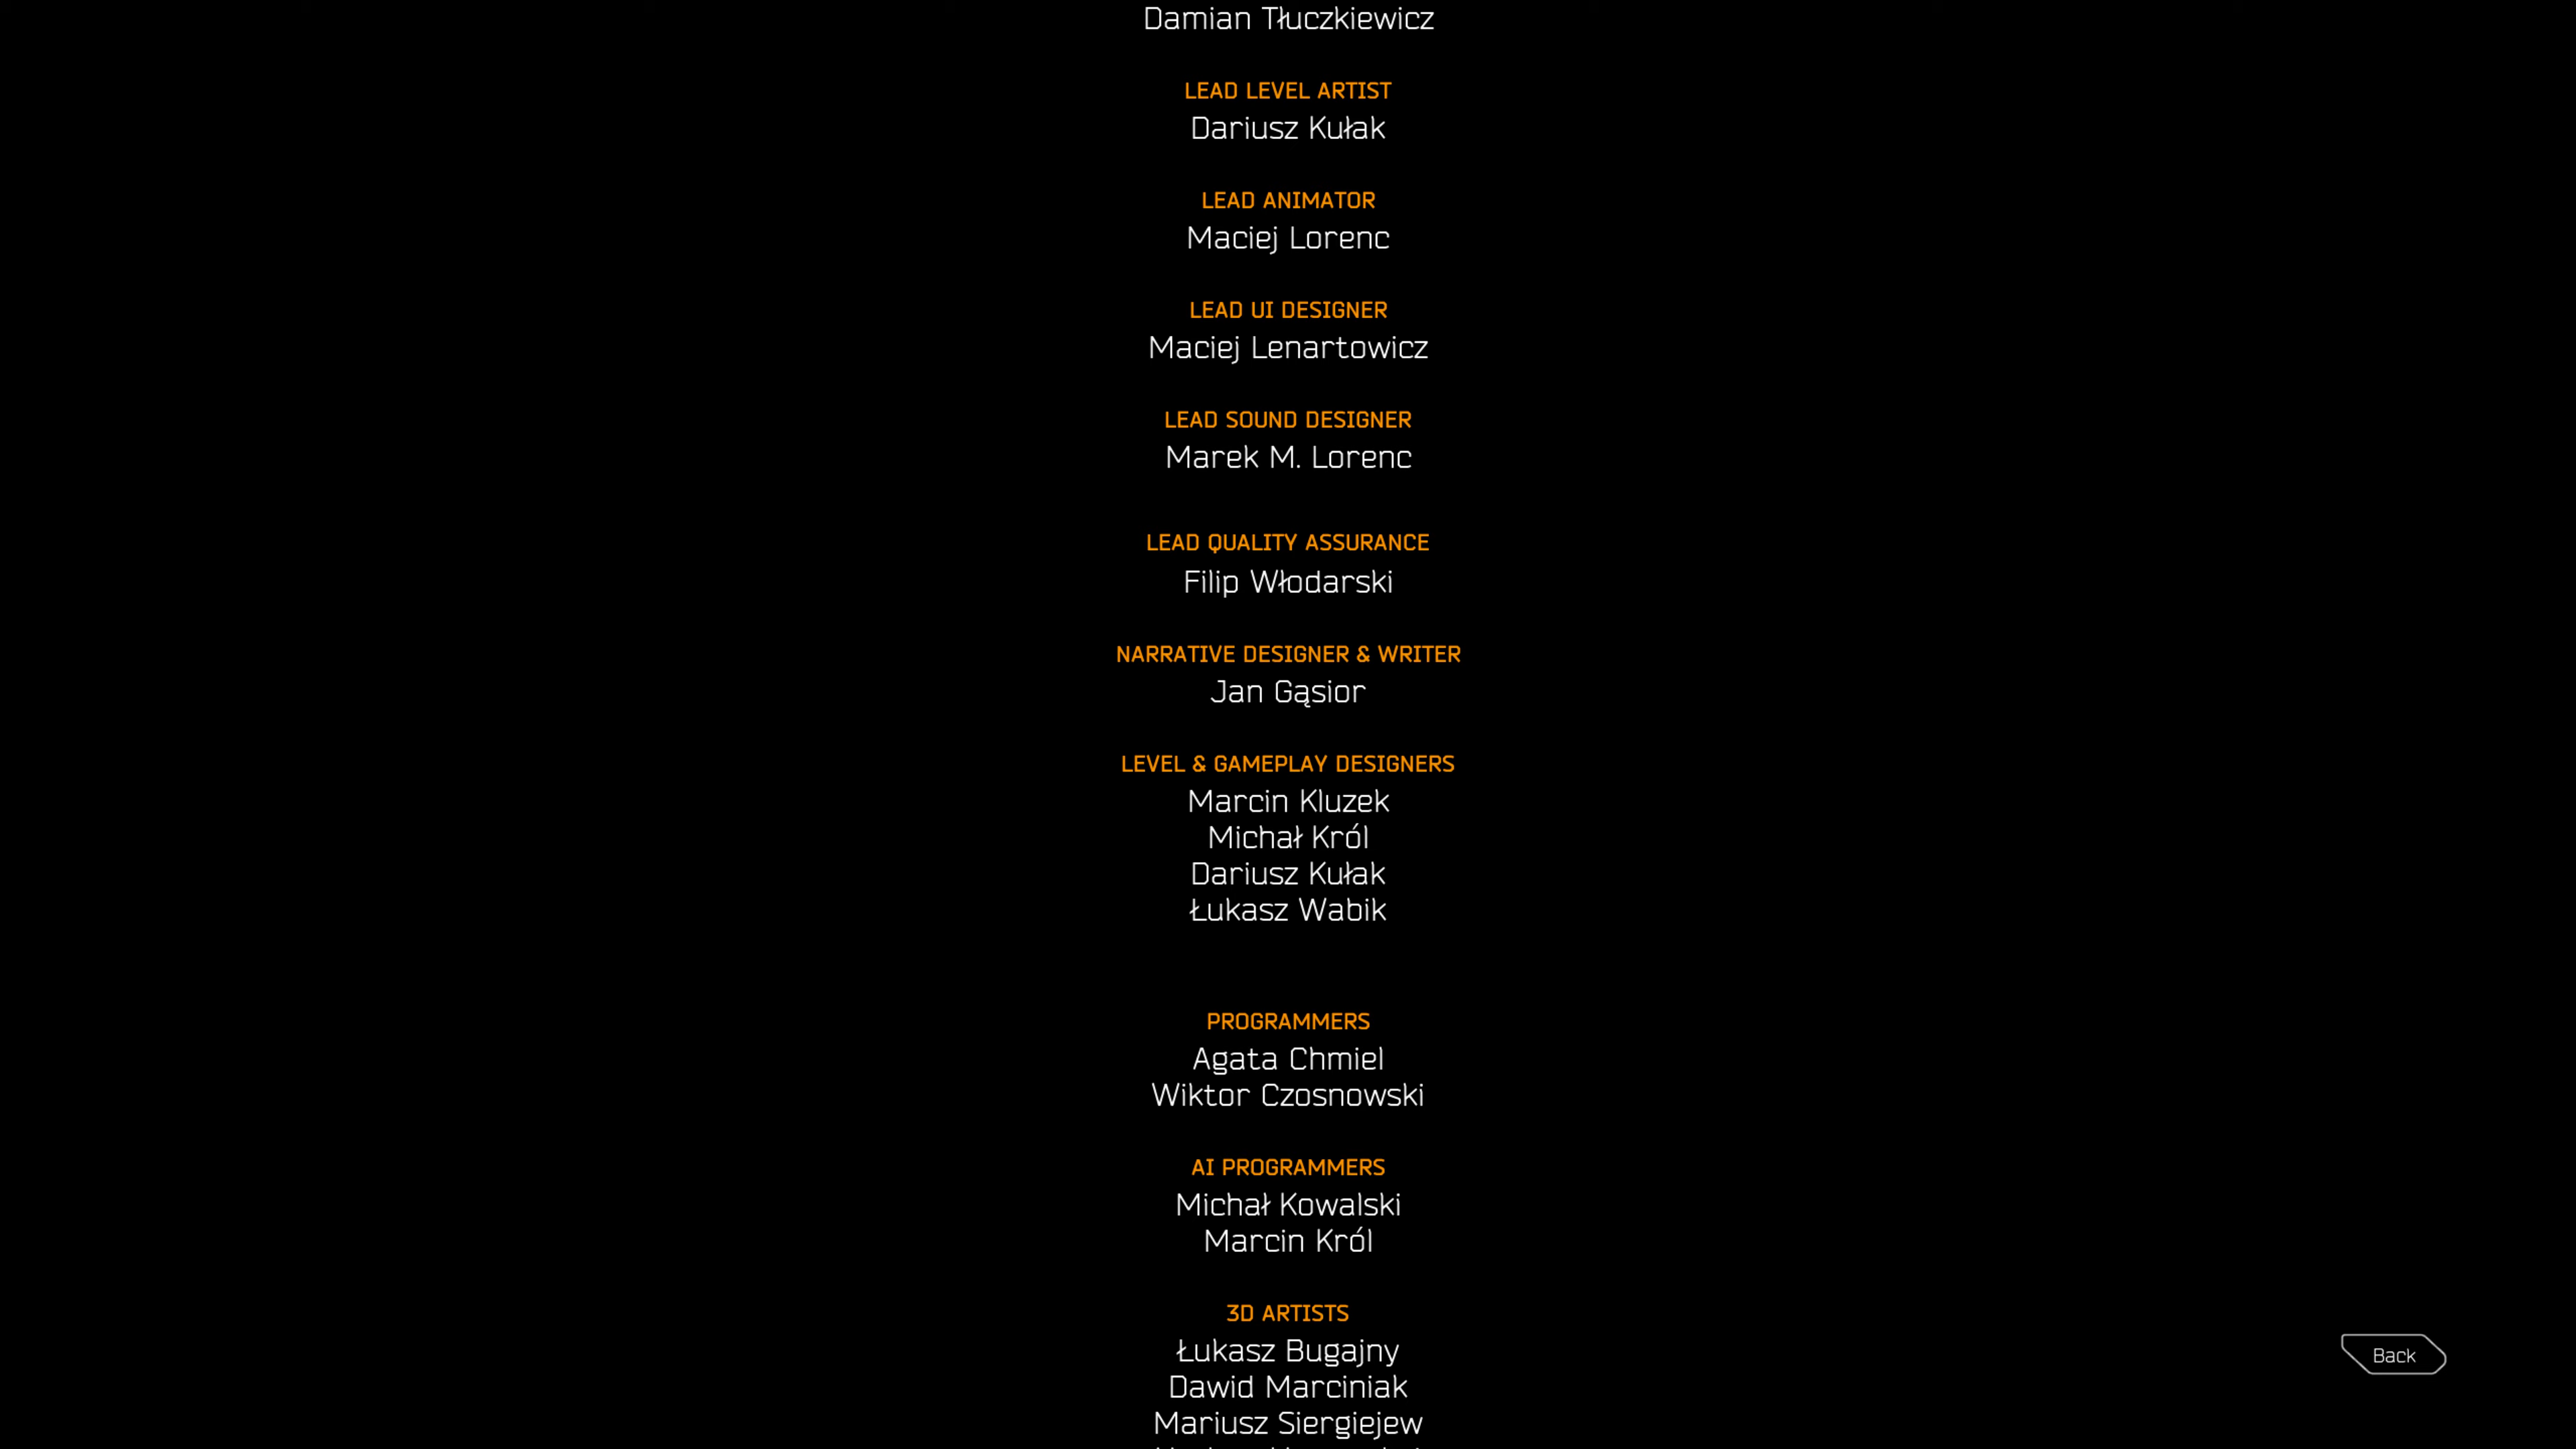 Damian Tłuczkiewicz
LEAD LEVEL ARTIST
Dariusz Kułak
LEAD ANIMATOR
Maciej Lorenc
LEAD UI DESIGNER
Maciej Lenartowicz
LEAD SOUND DESIGNER
Marek M. Lorenc
LEAD QUALITY ASSURANCE
Filip Włodarski
NARRATIVE DESIGNER & WRITER
Jan Gąsior
LEVEL & GAMEPLAY DESIGNERS
Marcin Kluzek
Michał Król
Dariusz Kułak
Łukasz Wabik
PROGRAMMERS
Agata Chmiel
Wiktor Czosnowski
AI PROGRAMMERS
Michał Kowalski
Marcin Król
3D ARTISTS
Łukasz Bugajny
Dawid Marciniak
Mariusz Siergiejew
Back